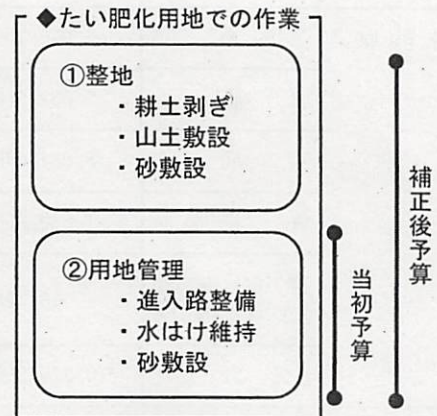 ◆たい肥化用地での作業
①整地
・耕土剥ぎ
・山土敷設
・砂敷設
②用地管理
・進入路整備
・水はけ維持
・砂敷設
当初予算
補正後予算